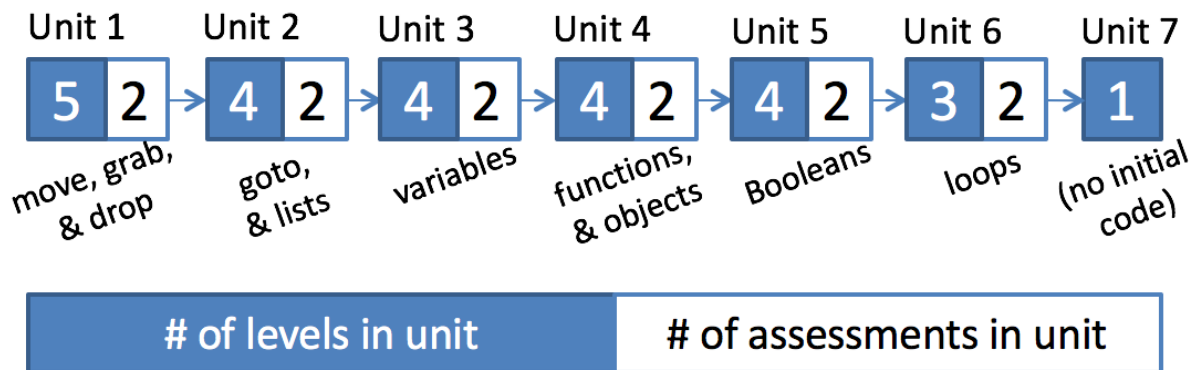 Unit 1 Unit 2 Unit 3 Unit 4 Unit 5 Unit 6 Unit 7
5 2 4 2 4 2 4 2 4 2 3 2 1
move, grab,
& drop
goto,
& lists
variables
functions,
& objects
Booleans
loops
(no initial
code)
# of levels in unit # of assessments in unit